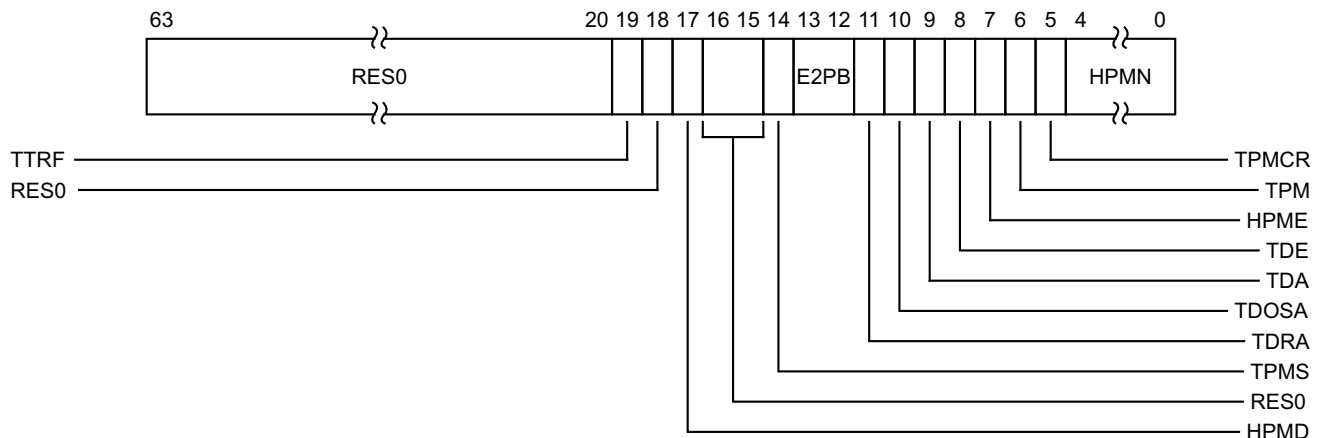 63 20 19 18 17 16 15 14 13 12 11 10 9 8 7 6 5 4 0
RES0 E2PB HPMN
TTRF TPMCR
RES0 TPM
HPME
TDE
TDA
TDOSA
TDRA
TPMS
RES0
HPMD